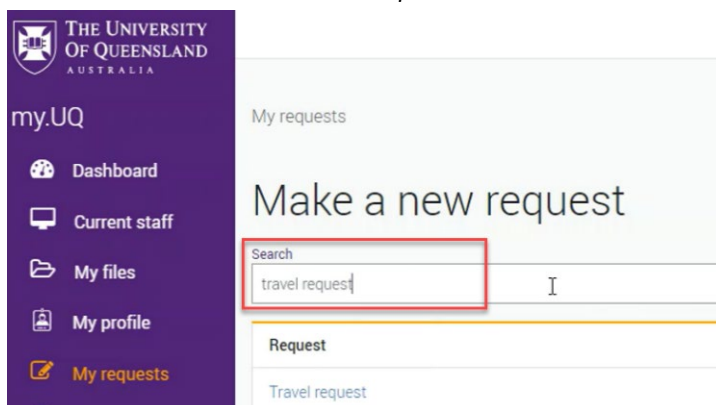 THE UNIVERSITY
OF QUEENSLAND
AUSTRALIA
my.UQ
Dashboard
Current staff
My files
My profile
My requests
My requests
Make a new request
Search
travel request
Request
Travel request